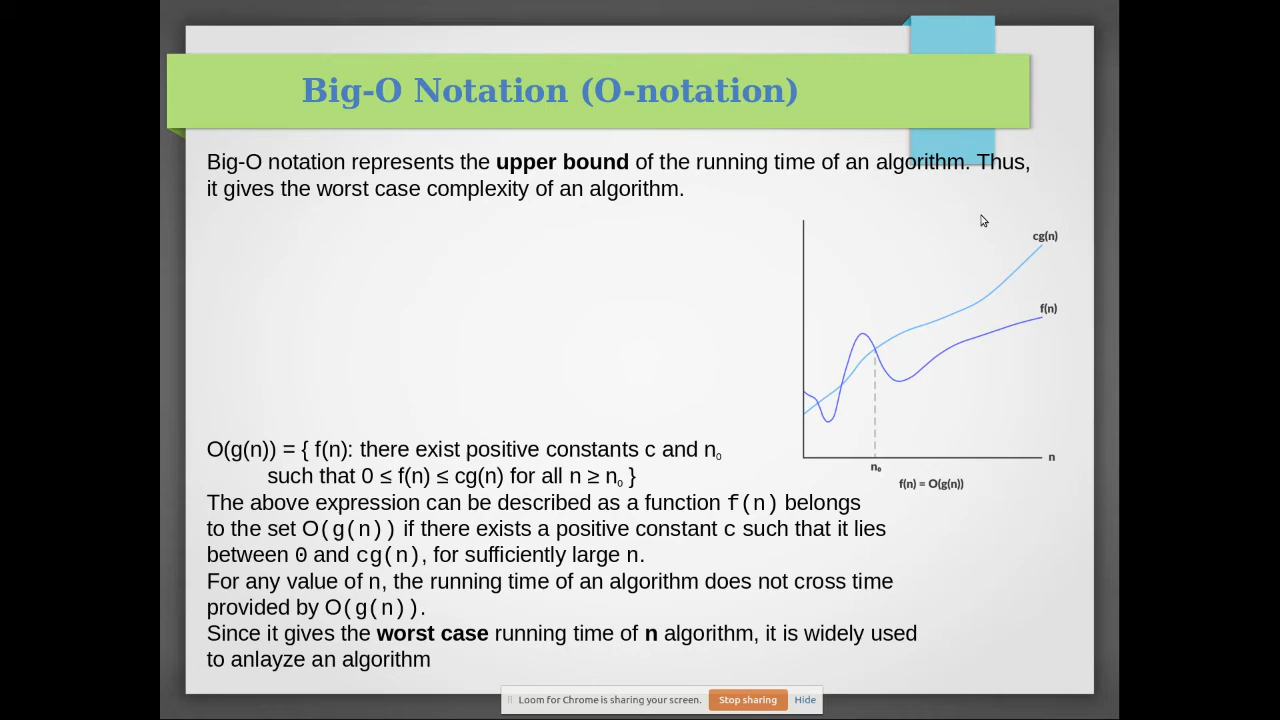 Big-O Notation (O-notation)
Big-O notation represents the upper bound of the running time of an algorithm. Thus,
it gives the worst case complexity of an algorithm.
cg(n)
f(n)
n
n₀
f(n) = O(g(n))
O(g(n)) = { f(n): there exist positive constants c and n₀
such that 0 ≤ f(n) ≤ cg(n) for all n ≥ n₀ }
The above expression can be described as a function f(n) belongs
to the set O(g(n)) if there exists a positive constant c such that it lies
between 0 and cg(n), for sufficiently large n.
For any value of n, the running time of an algorithm does not cross time
provided by O(g(n)).
Since it gives the worst case running time of n algorithm, it is widely used
to anlayze an algorithm
Loom for Chrome is sharing your screen. Stop sharing Hide